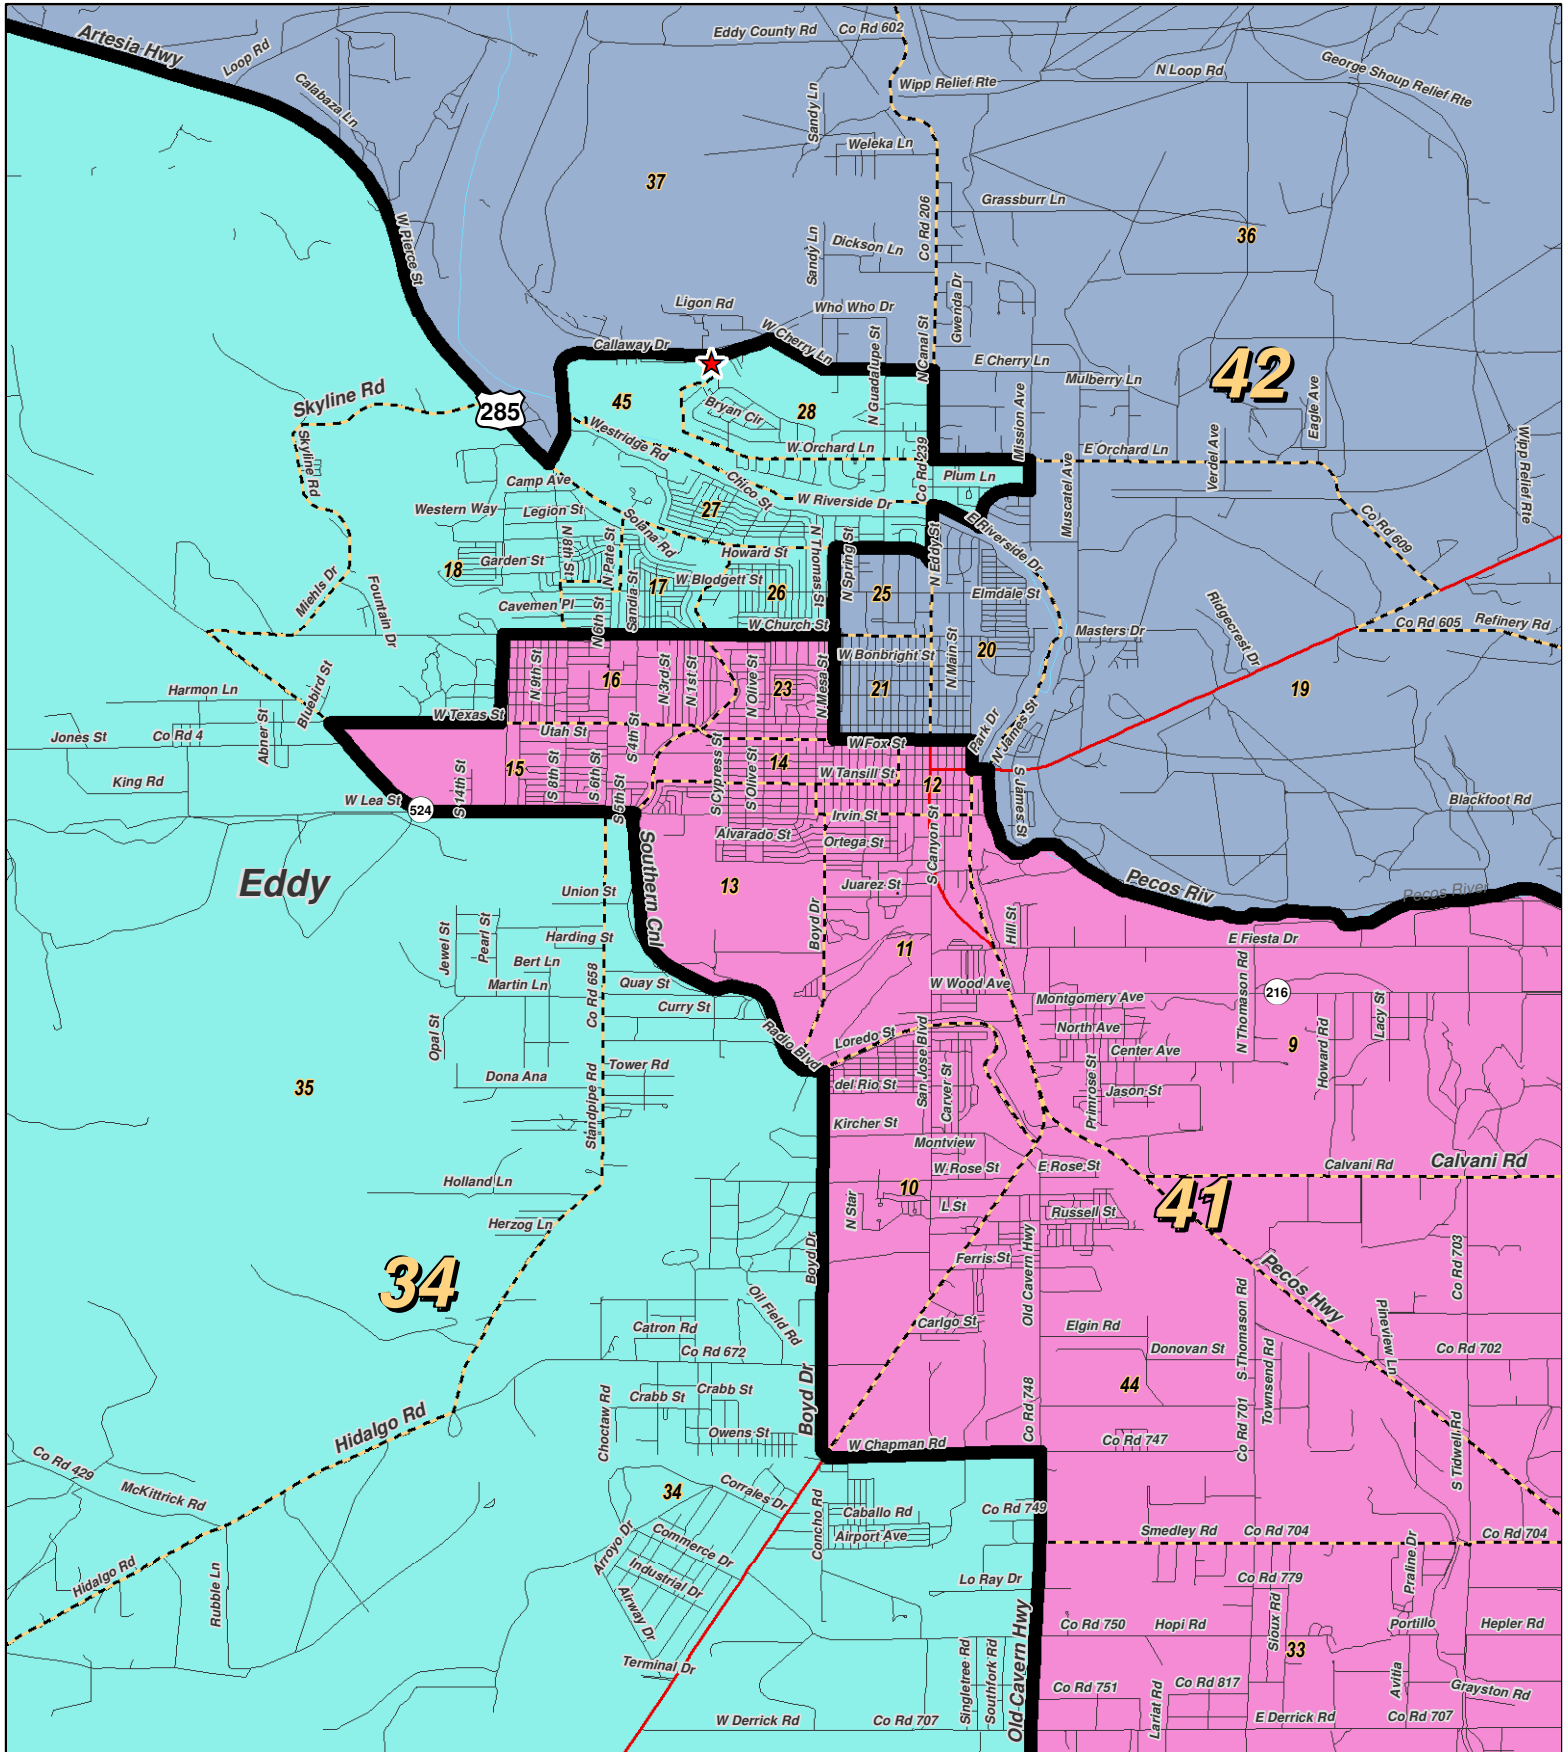 Artesia Hwy
Loop Rd
Calabaza Ln
Eddy County Rd
Co Rd 602
Wipp Relief Rte
N Loop Rd
George Shoup Relief Rte
Sandy Ln
Weleka Ln
37
Grassburr Ln
36
Co Rd 206
W Pierce St
Sandy Ln
Dickson Ln
Gwenda Dr
Ligon Rd
Who Who Dr
Callaway Dr
W Cherry Ln
N Guadalupe St
N Canal St
E Cherry Ln
Mulberry Ln
42
Mission Ave
Eagle Ave
Skyline Rd
285
45
Bryan Cir
28
Westridge Rd
W Orchard Ln
Co Rd 239
E Orchard Ln
Verdel Ave
Muscatel Ave
Wipp Relief Rte
Skyline Rd
Camp Ave
Chico St
Plum Ln
W Riverside Dr
Western Way
Legion St
27
Solana Rd
E Riverside Dr
Co Rd 609
N 8th St
N Pate St
Howard St
N Thomas St
N Spring St
N Eddy St
18
Garden St
W Blodgett St
17
26
25
Elmdale St
Miehls Dr
Fountain Dr
Cavemen Pl
N 6th St
Sandia St
W Church St
Masters Dr
Ridgecrest Dr
Co Rd 605
Refinery Rd
W Bonbright St
N Main St
20
Harmon Ln
Bluebird St
N 9th St
16
N 3rd St
N 1st St
N Olive St
23
N Mesa St
21
19
W Texas St
Park Dr
N James St
Jones St
Co Rd 4
Abner St
Utah St
S 4th St
W Fox St
King Rd
15
S 14th St
S 8th St
S 6th St
S 5th St
S Cypress St
S Olive St
14
W Tansill St
12
S James St
W Lea St
524
Irvin St
Blackfoot Rd
Alvarado St
Ortega St
S Canyon St
Eddy
Southern Cnl
13
Juarez St
Pecos Riv
Pecos River
Union St
Boyd Dr
Hill St
E Fiesta Dr
Jewel St
Pearl St
Harding St
11
Bert Ln
Martin Ln
Co Rd 658
Quay St
W Wood Ave
N Thomason Rd
216
Curry St
Montgomery Ave
Lacy St
Opal St
Radio Blvd
Loredo St
San Jose Blvd
North Ave
Center Ave
9
Howard Rd
35
Dona Ana
Tower Rd
Standpipe Rd
del Rio St
Carver St
Primrose St
Jason St
Kircher St
Montview
W Rose St
E Rose St
Calvani Rd
Calvani Rd
Holland Ln
10
L St
41
N Star
Russell St
Herzog Ln
Boyd Dr
Ferris St
Old Cavern Hwy
Co Rd 703
34
Pecos Hwy
Oil Field Rd
Carlgo St
Elgin Rd
S Thomason Rd
Pineview Ln
Catron Rd
Co Rd 672
Donovan St
Townsend Rd
Co Rd 702
Crabb St
Crabb St
44
Hidalgo Rd
Choctaw Rd
Boyd Dr
Co Rd 748
Co Rd 701
S Tidwell Rd
Owens St
W Chapman Rd
Co Rd 747
Co Rd 429
McKittrick Rd
34
Corrales Dr
Concho Rd
Caballo Rd
Co Rd 749
Airport Ave
Smedley Rd
Co Rd 704
Co Rd 704
Arroyo Dr
Commerce Dr
Hidalgo Rd
Rubble Ln
Industrial Dr
Lo Ray Dr
Co Rd 779
Praline Dr
Airway Dr
Co Rd 750
Hopi Rd
Sioux Rd
Portillo
Hepler Rd
33
Terminal Dr
Singletree Rd
Southfork Rd
Old Cavern Hwy
Co Rd 751
Lariat Rd
Co Rd 817
Avitia
Grayston Rd
W Derrick Rd
Co Rd 707
E Derrick Rd
Co Rd 707